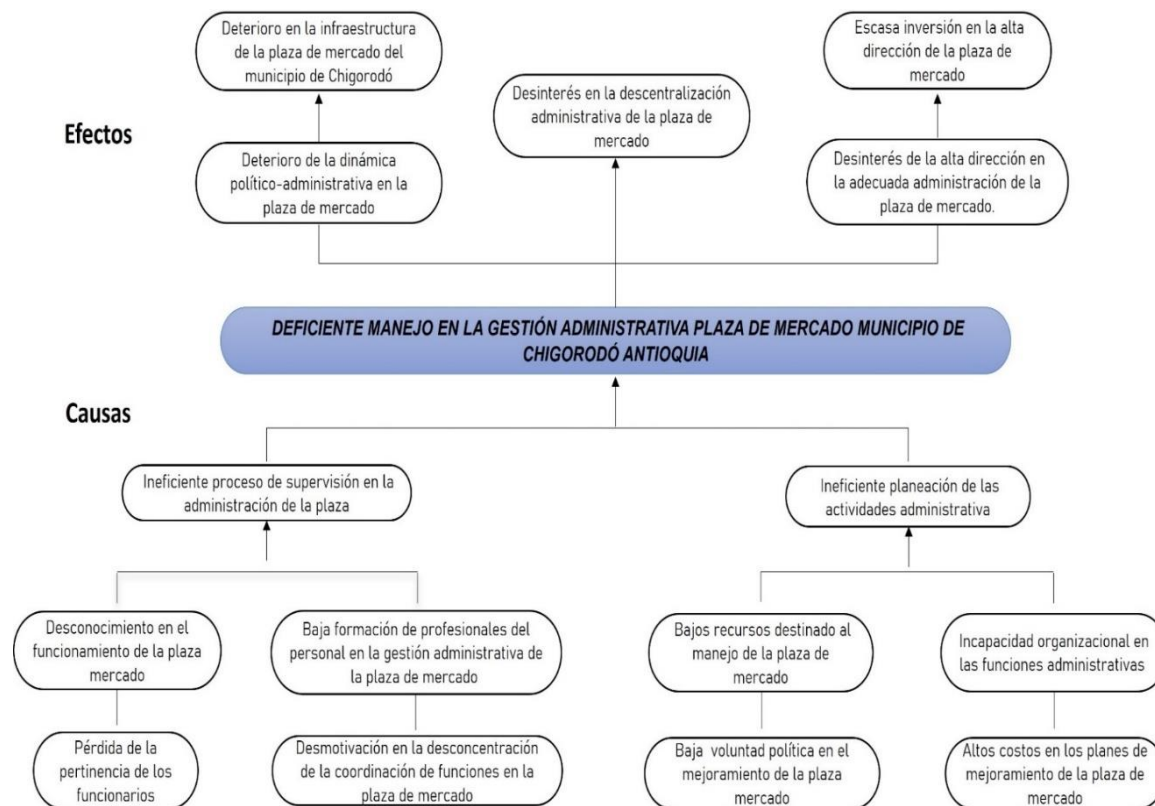 Deterioro en la infraestructura
de la plaza de mercado del
municipio de Chigorodó
Escasa inversión en la alta
dirección de la plaza de
mercado
Desinterés en la descentralización
administrativa de la plaza de
mercado
Efectos
Deterioro de la dinámica
político-administrativa en la
plaza de mercado
Desinterés de la alta dirección en
la adecuada administración de la
plaza de mercado.
DEFICIENTE MANEJO EN LA GESTIÓN ADMINISTRATIVA PLAZA DE MERCADO MUNICIPIO DE
CHIGORODÓ ANTIOQUIA
Causas
Ineficiente proceso de supervisión en la
administración de la plaza
Ineficiente planeación de las
actividades administrativa
Desconocimiento en el
funcionamiento de la plaza
mercado
Baja formación de profesionales del
personal en la gestión administrativa de
la plaza de mercado
Bajos recursos destinado al
manejo de la plaza de
mercado
Incapacidad organizacional en
las funciones administrativas
Pérdida de la
pertinencia de los
funcionarios
Desmotivación en la desconcentración
de la coordinación de funciones en la
plaza de mercado
Baja voluntad política en el
mejoramiento de la plaza
mercado
Altos costos en los planes de
mejoramiento de la plaza de
mercado